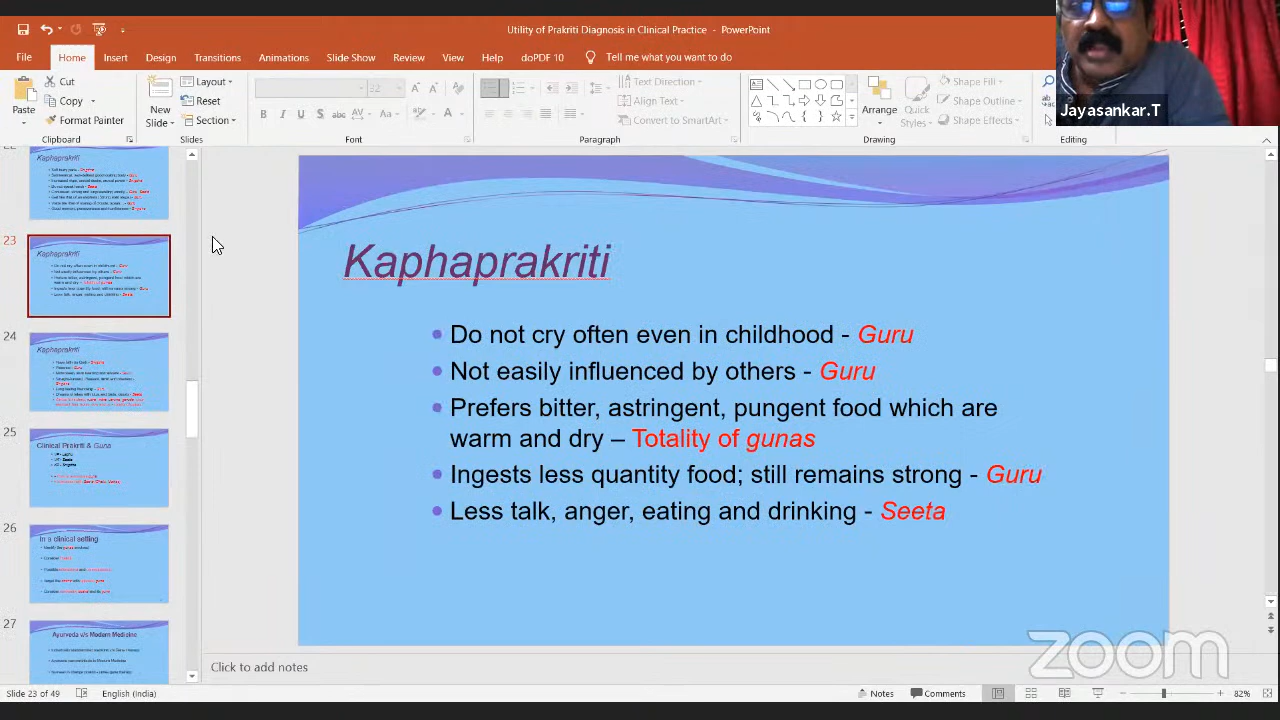 Utility of Prakriti Diagnosis in Clinical Practice - PowerPoint
File Home Insert Design Transitions Animations Slide Show Review View Help doPDF 10 Tell me what you want to do
Paste
Cut
Copy
Format Painter
Clipboard
New
Slide
Layout
Reset
Section
Slides
22
B I U S
Font
Text Direction
Align Text
Convert to SmartArt
Paragraph
Arrange
Quick
Styles
Shape Fill
Shape Outline
Shape Effects
Drawing
Editing
Jayasankar.T
Kaphaprakriti
23
Kaphaprakriti
24
Kaphaprakriti
25
Clinical Prakriti & Guna
26
In a clinical setting
27
Ayurveda v/s Modern Medicine
Kaphaprakriti
Do not cry often even in childhood - Guru
Not easily influenced by others - Guru
Prefers bitter, astringent, pungent food which are
warm and dry – Totality of gunas
Ingests less quantity food; still remains strong - Guru
Less talk, anger, eating and drinking - Seeta
zoom
Click to add notes
Slide 23 of 49 English (India) Notes Comments 82%